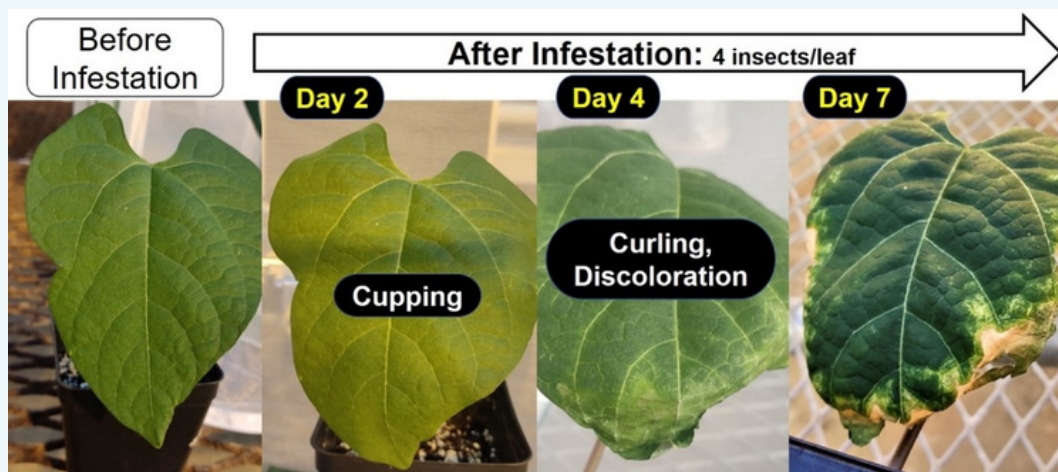 Before
Infestation
After Infestation: 4 insects/leaf
Day 2
Day 4
Day 7
Cupping
Curling,
Discoloration